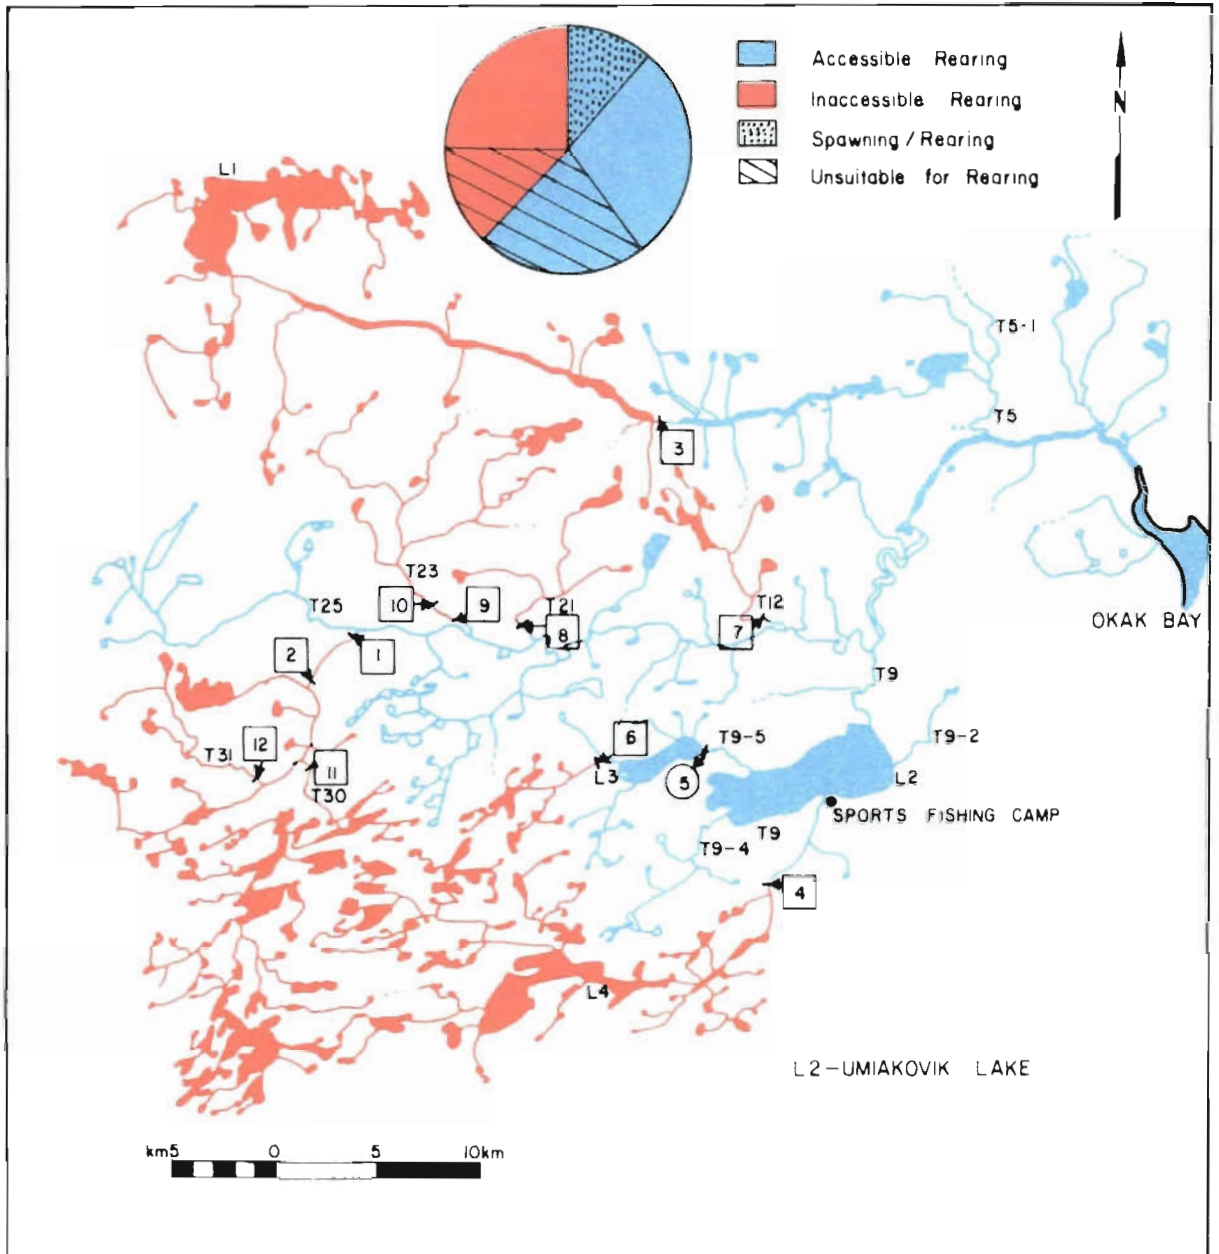 Accessible Rearing
Inaccessible Rearing
Spawning / Rearing
Unsuitable for Rearing
N
L1
T5-1
T5
3
OKAK BAY
T23
10
9
T21
8
T12
7
T25
1
2
T9
6
T9-5
T9-2
12
T31
11
T30
L3
5
L2
SPORTS FISHING CAMP
T9
T9-4
4
L4
L2-UMIAKOVIK LAKE
km5 0 5 10km